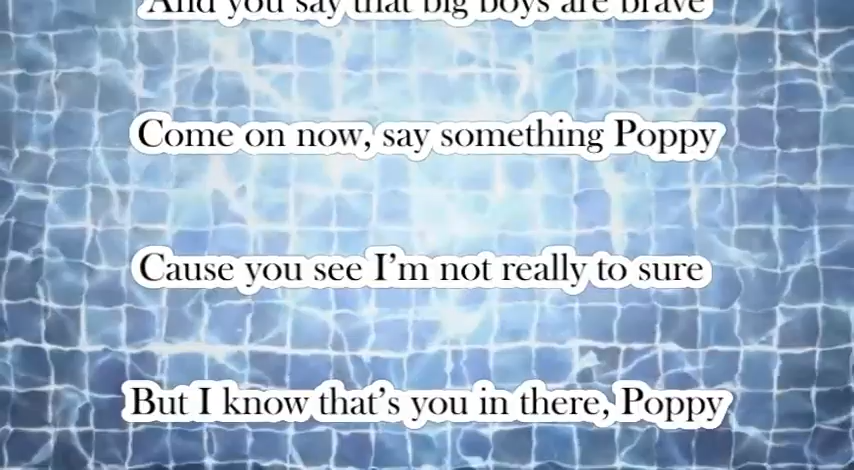 And you say that big boys are brave
Come on now, say something Poppy
Cause you see I'm not really to sure
But I know that's you in there, Poppy